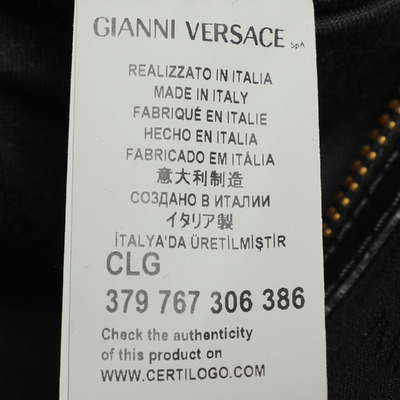 GIANNI VERSACE SpA
REALIZZATO IN ITALIA
MADE IN ITALY
FABRIQUÉ EN ITALIE
HECHO EN ITALIA
FABRICADO EM ITÁLIA
意大利制造
СОЗДАНО В ИТАЛИИ
イタリア製
İTALYA'DA ÜRETİLMİŞTİR
CLG
379 767 306 386
Check the authenticity
of this product on
WWW.CERTILOGO.COM